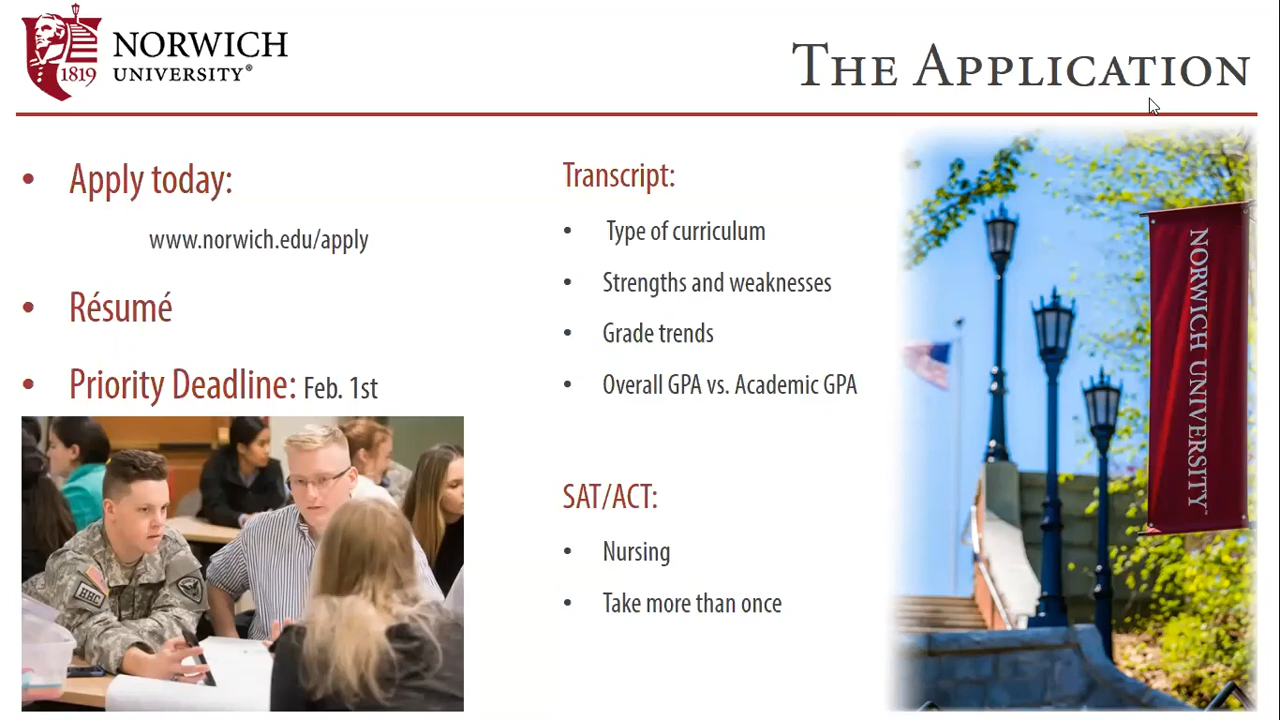 NORWICH
UNIVERSITY®
1819
THE APPLICATION
• Apply today:
www.norwich.edu/apply
• Résumé
• Priority Deadline: Feb. 1st
HHC
Transcript:
• Type of curriculum
• Strengths and weaknesses
• Grade trends
• Overall GPA vs. Academic GPA
SAT/ACT:
• Nursing
• Take more than once
NORWICH UNIVERSITY™